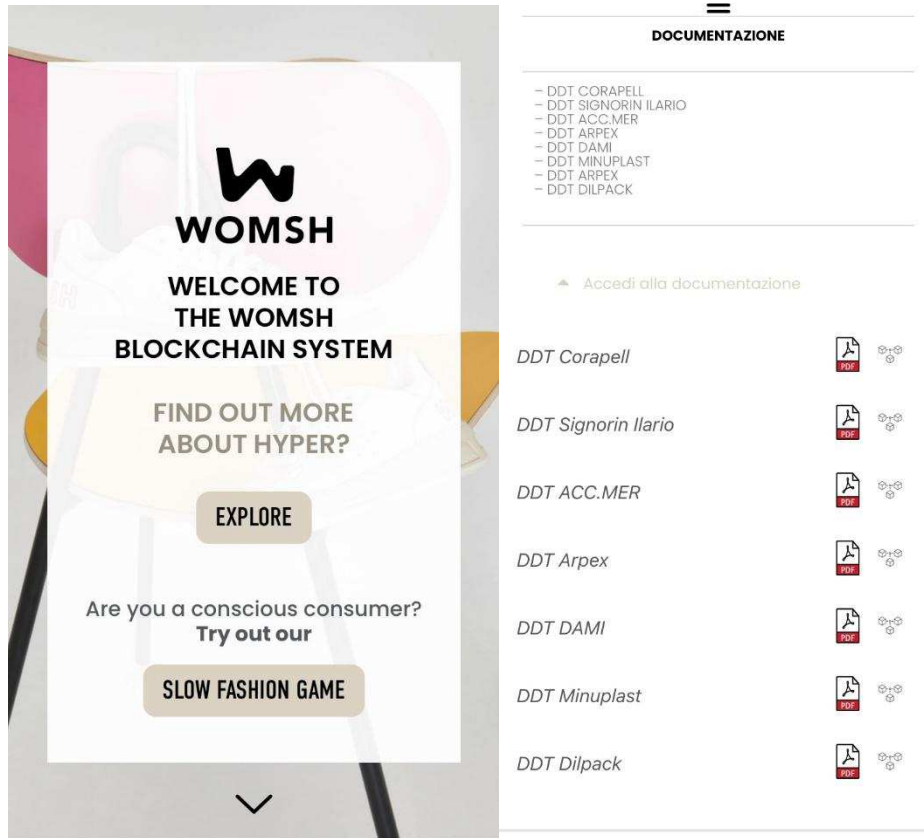 WOMSH
WELCOME TO
THE WOMSH
BLOCKCHAIN SYSTEM
FIND OUT MORE
ABOUT HYPER?
EXPLORE
Are you a conscious consumer?
Try out our
SLOW FASHION GAME
DOCUMENTAZIONE
– DDT CORAPELL
– DDT SIGNORIN ILARIO
– DDT ACC.MER
– DDT ARPEX
– DDT DAMI
– DDT MINUPLAST
– DDT ARPEX
– DDT DILPACK
Accedi alla documentazione
DDT Corapell
PDF
DDT Signorin Ilario
PDF
DDT ACC.MER
PDF
DDT Arpex
PDF
DDT DAMI
PDF
DDT Minuplast
PDF
DDT Dilpack
PDF